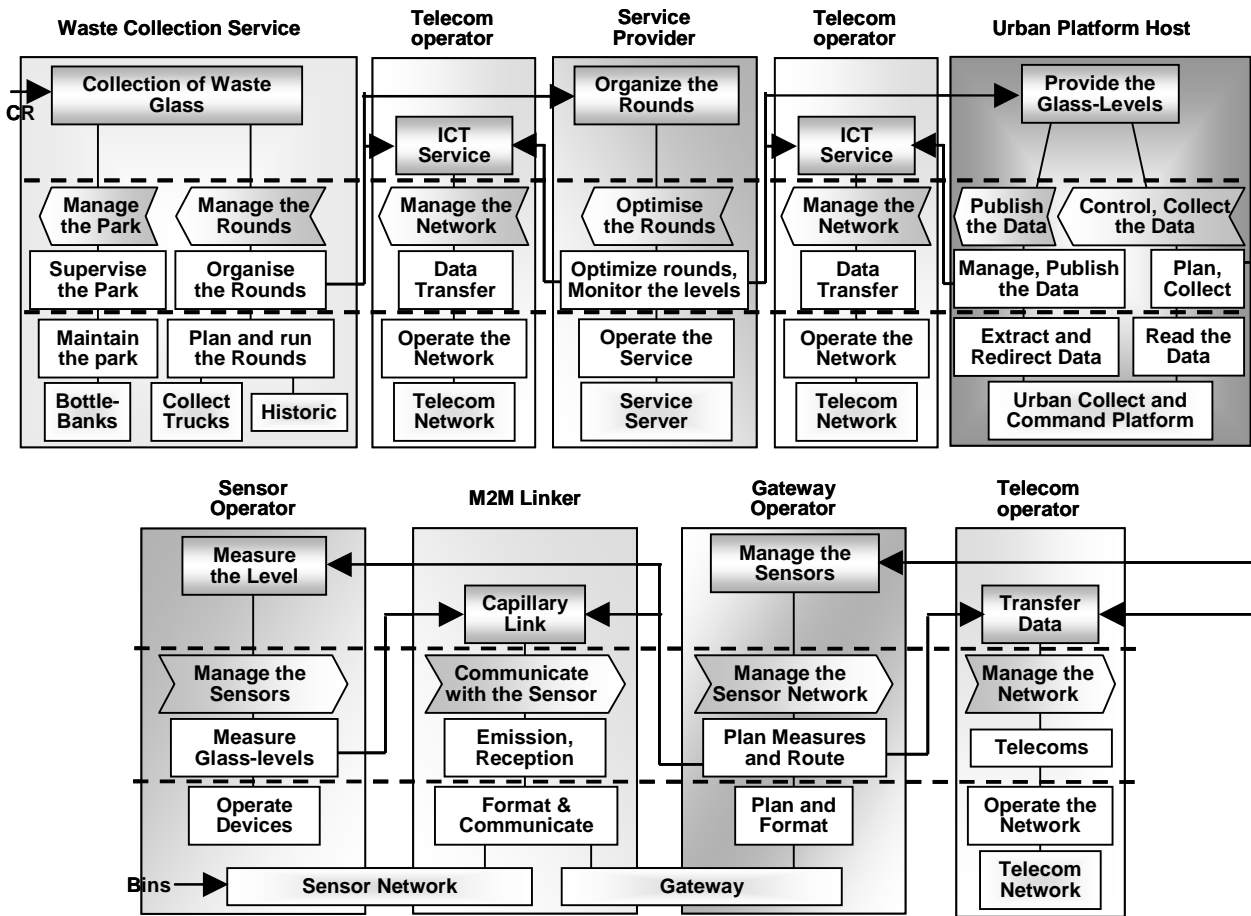 Waste Collection Service
Telecom
operator
Service
Provider
Telecom
operator
Urban Platform Host
CR
Collection of Waste
Glass
Organize the
Rounds
Provide the
Glass-Levels
ICT
Service
ICT
Service
Manage
the Park
Manage the
Rounds
Manage the
Network
Optimise
the Rounds
Manage the
Network
Publish
the Data
Control, Collect
the Data
Supervise
the Park
Organise
the Rounds
Data
Transfer
Optimize rounds,
Monitor the levels
Data
Transfer
Manage, Publish
the Data
Plan,
Collect
Maintain
the park
Plan and run
the Rounds
Operate the
Network
Operate the
Service
Operate the
Network
Extract and
Redirect Data
Read the
Data
Bottle-
Banks
Collect
Trucks
Historic
Telecom
Network
Service
Server
Telecom
Network
Urban Collect and
Command Platform
Sensor
Operator
M2M Linker
Gateway
Operator
Telecom
operator
Measure
the Level
Manage the
Sensors
Capillary
Link
Transfer
Data
Manage the
Sensors
Communicate
with the Sensor
Manage the
Sensor Network
Manage the
Network
Measure
Glass-levels
Emission,
Reception
Plan Measures
and Route
Telecoms
Operate
Devices
Format &
Communicate
Plan and
Format
Operate the
Network
Bins
Sensor Network
Gateway
Telecom
Network